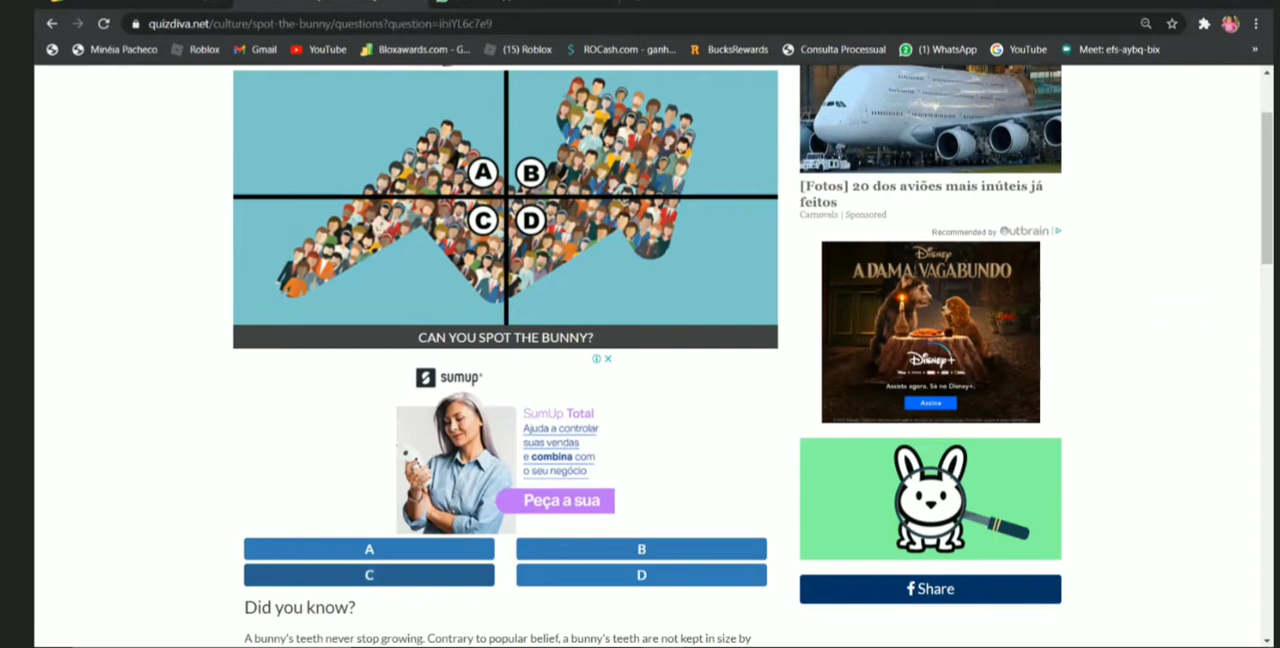 quizdiva.net/culture/spot-the-bunny/questions?question=
Minéia Pacheco
Roblox
Gmail
YouTube
Bloxawards.com - G...
(15) Roblox
ROCash.com - ganh...
BucksRewards
Consulta Processual
(1) WhatsApp
YouTube
Meet: efs-aybq-bix
»
A
B
C
D
CAN YOU SPOT THE BUNNY?
sumup
SumUp Total
Ajuda a controlar
suas vendas
e combina com
o seu negócio
Peça a sua
A
B
C
D
Did you know?
A bunny's teeth never stop growing. Contrary to popular belief, a bunny's teeth are not kept in size by
[Fotos] 20 dos aviões mais inúteis já
feitos
Carnovels | Sponsored
Recommended by Outbrain
Disney
A DAMA E O VAGABUNDO
Disney+
Assista agora. Só no Disney+.
Assine
Share